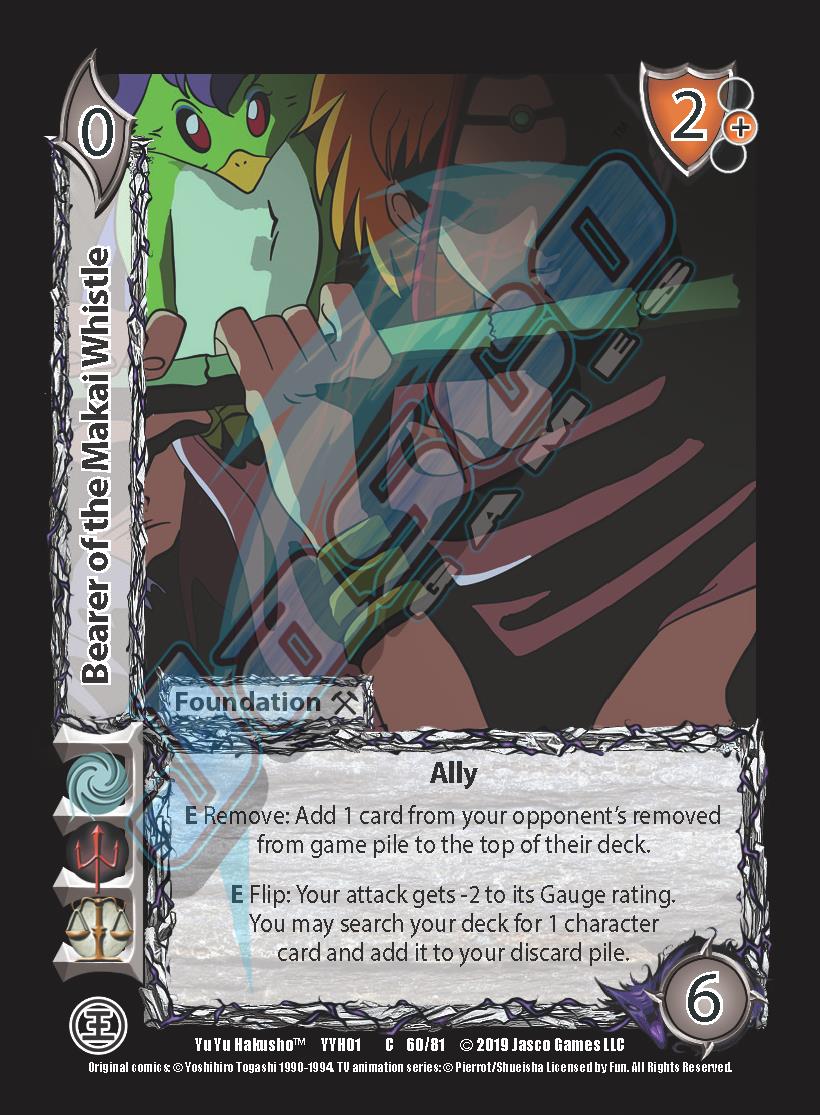 0
2
+
Bearer of the Makai Whistle
JASCO
GAMES
Foundation
Ally
E Remove: Add 1 card from your opponent's removed
from game pile to the top of their deck.
E Flip: Your attack gets -2 to its Gauge rating.
You may search your deck for 1 character
card and add it to your discard pile.
6
Yu Yu Hakusho™ YYH01 C 60/81 © 2019 Jasco Games LLC
Original comics: © Yoshihiro Togashi 1990-1994. TV animation series: © Pierrot/Shueisha Licensed by Fun. All Rights Reserved.